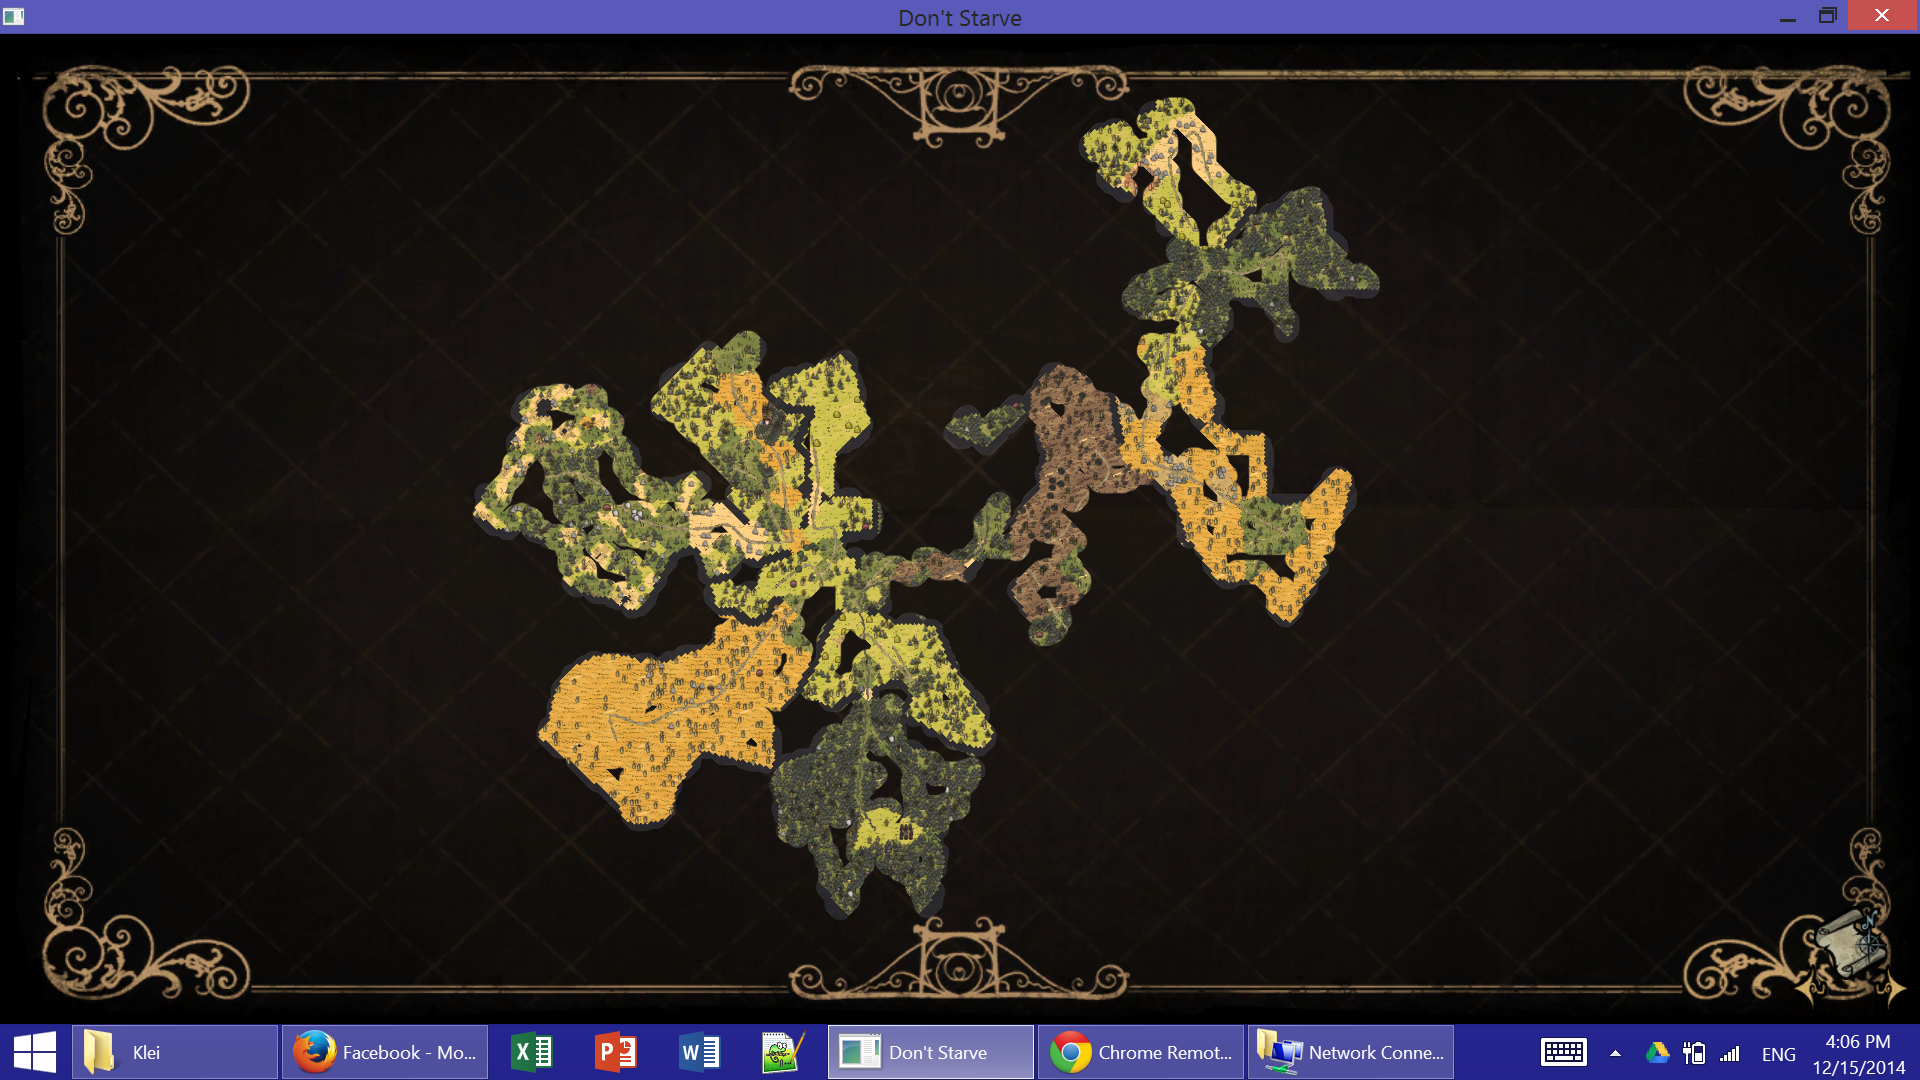 Don't Starve
Klei
Facebook - Mo...
Don't Starve
Chrome Remot...
Network Conne...
ENG
4:06 PM
12/15/2014